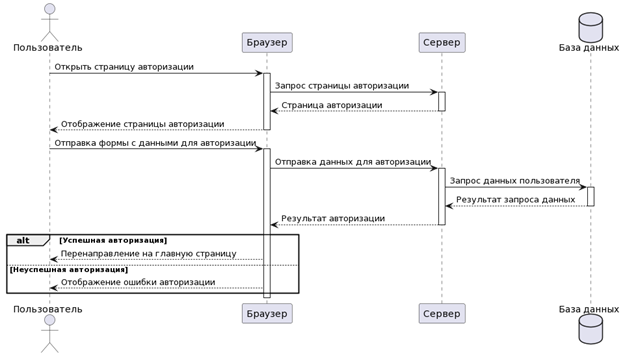 Пользователь
Браузер
Сервер
База данных
Открыть страницу авторизации
Запрос страницы авторизации
Страница авторизации
Отображение страницы авторизации
Отправка формы с данными для авторизации
Отправка данных для авторизации
Запрос данных пользователя
Результат запроса данных
Результат авторизации
alt [Успешная авторизация]
Перенаправление на главную страницу
[Неуспешная авторизация]
Отображение ошибки авторизации
Пользователь
Браузер
Сервер
База данных